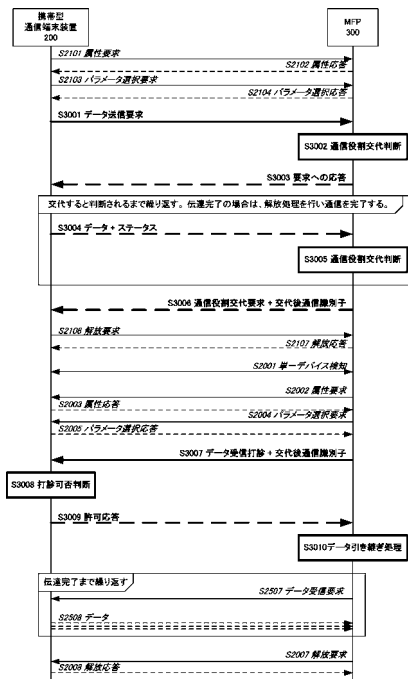 携帯型
通信端末装置
200
MFP
300
S2101 属性要求
S2102 属性応答
S2103 パラメータ選択要求
S2104 パラメータ選択応答
S3001 データ送信要求
S3002 通信役割交代判断
S3003 要求への応答
交代すると判断されるまで繰り返す。伝達完了の場合は、解放処理を行い通信を完了する。
S3004 データ + ステータス
S3005 通信役割交代判断
S3006 通信役割交代要求 + 交代後通信識別子
S2106 解放要求
S2107 解放応答
S2001 単一デバイス検知
S2002 属性要求
S2003 属性応答
S2004 パラメータ選択要求
S2005 パラメータ選択応答
S3007 データ受信打診 + 交代後通信識別子
S3008 打診可否判断
S3009 許可応答
S3010データ引き継ぎ処理
伝達完了まで繰り返す
S2507 データ受信要求
S2508 データ
S2007 解放要求
S2008 解放応答